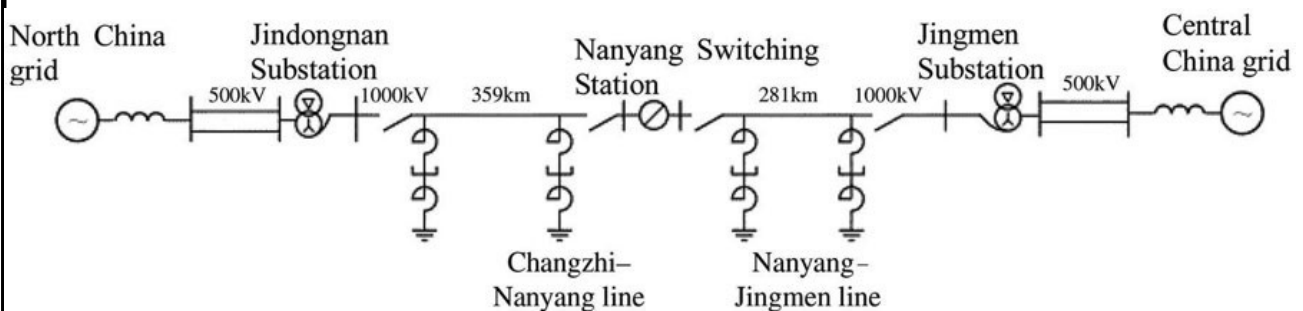 North China
grid
Jindongnan
Substation
Nanyang Switching
Station
Jingmen
Substation
Central
China grid
500kV
1000kV
359km
281km
1000kV
500kV
Changzhi–
Nanyang line
Nanyang–
Jingmen line